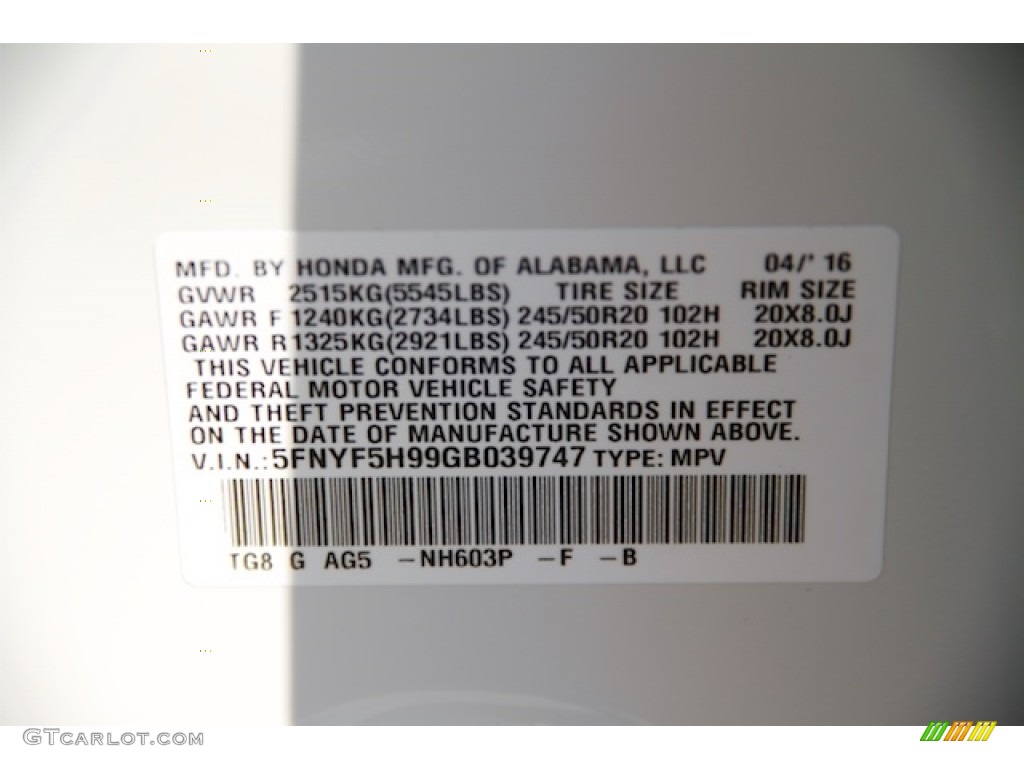 MFD. BY HONDA MFG. OF ALABAMA, LLC 04/' 16
GVWR 2515KG(5545LBS) TIRE SIZE RIM SIZE
GAWR F 1240KG(2734LBS) 245/50R20 102H 20X8.0J
GAWR R 1325KG(2921LBS) 245/50R20 102H 20X8.0J
THIS VEHICLE CONFORMS TO ALL APPLICABLE
FEDERAL MOTOR VEHICLE SAFETY
AND THEFT PREVENTION STANDARDS IN EFFECT
ON THE DATE OF MANUFACTURE SHOWN ABOVE.
V.I.N.: 5FNYF5H99GB039747 TYPE: MPV
TG8 G AG5 -NH603P -F -B
GTCARLOT.COM